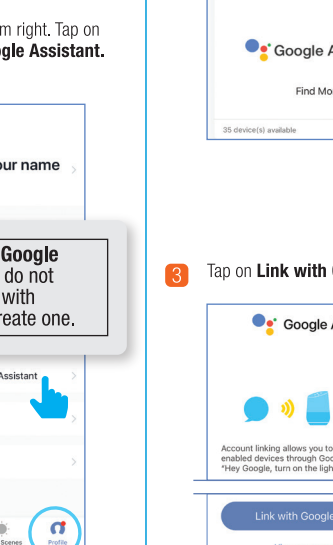 m right. Tap on
gle Assistant.
our name
Google
do not
with
reate one.
Assistant
Scenes
Profile
Google A
Find Mo
35 device(s) available
3
Tap on Link with
Google A
Account linking allows you to
enabled devices through Goo
"Hey Google, turn on the ligh
Link with Google